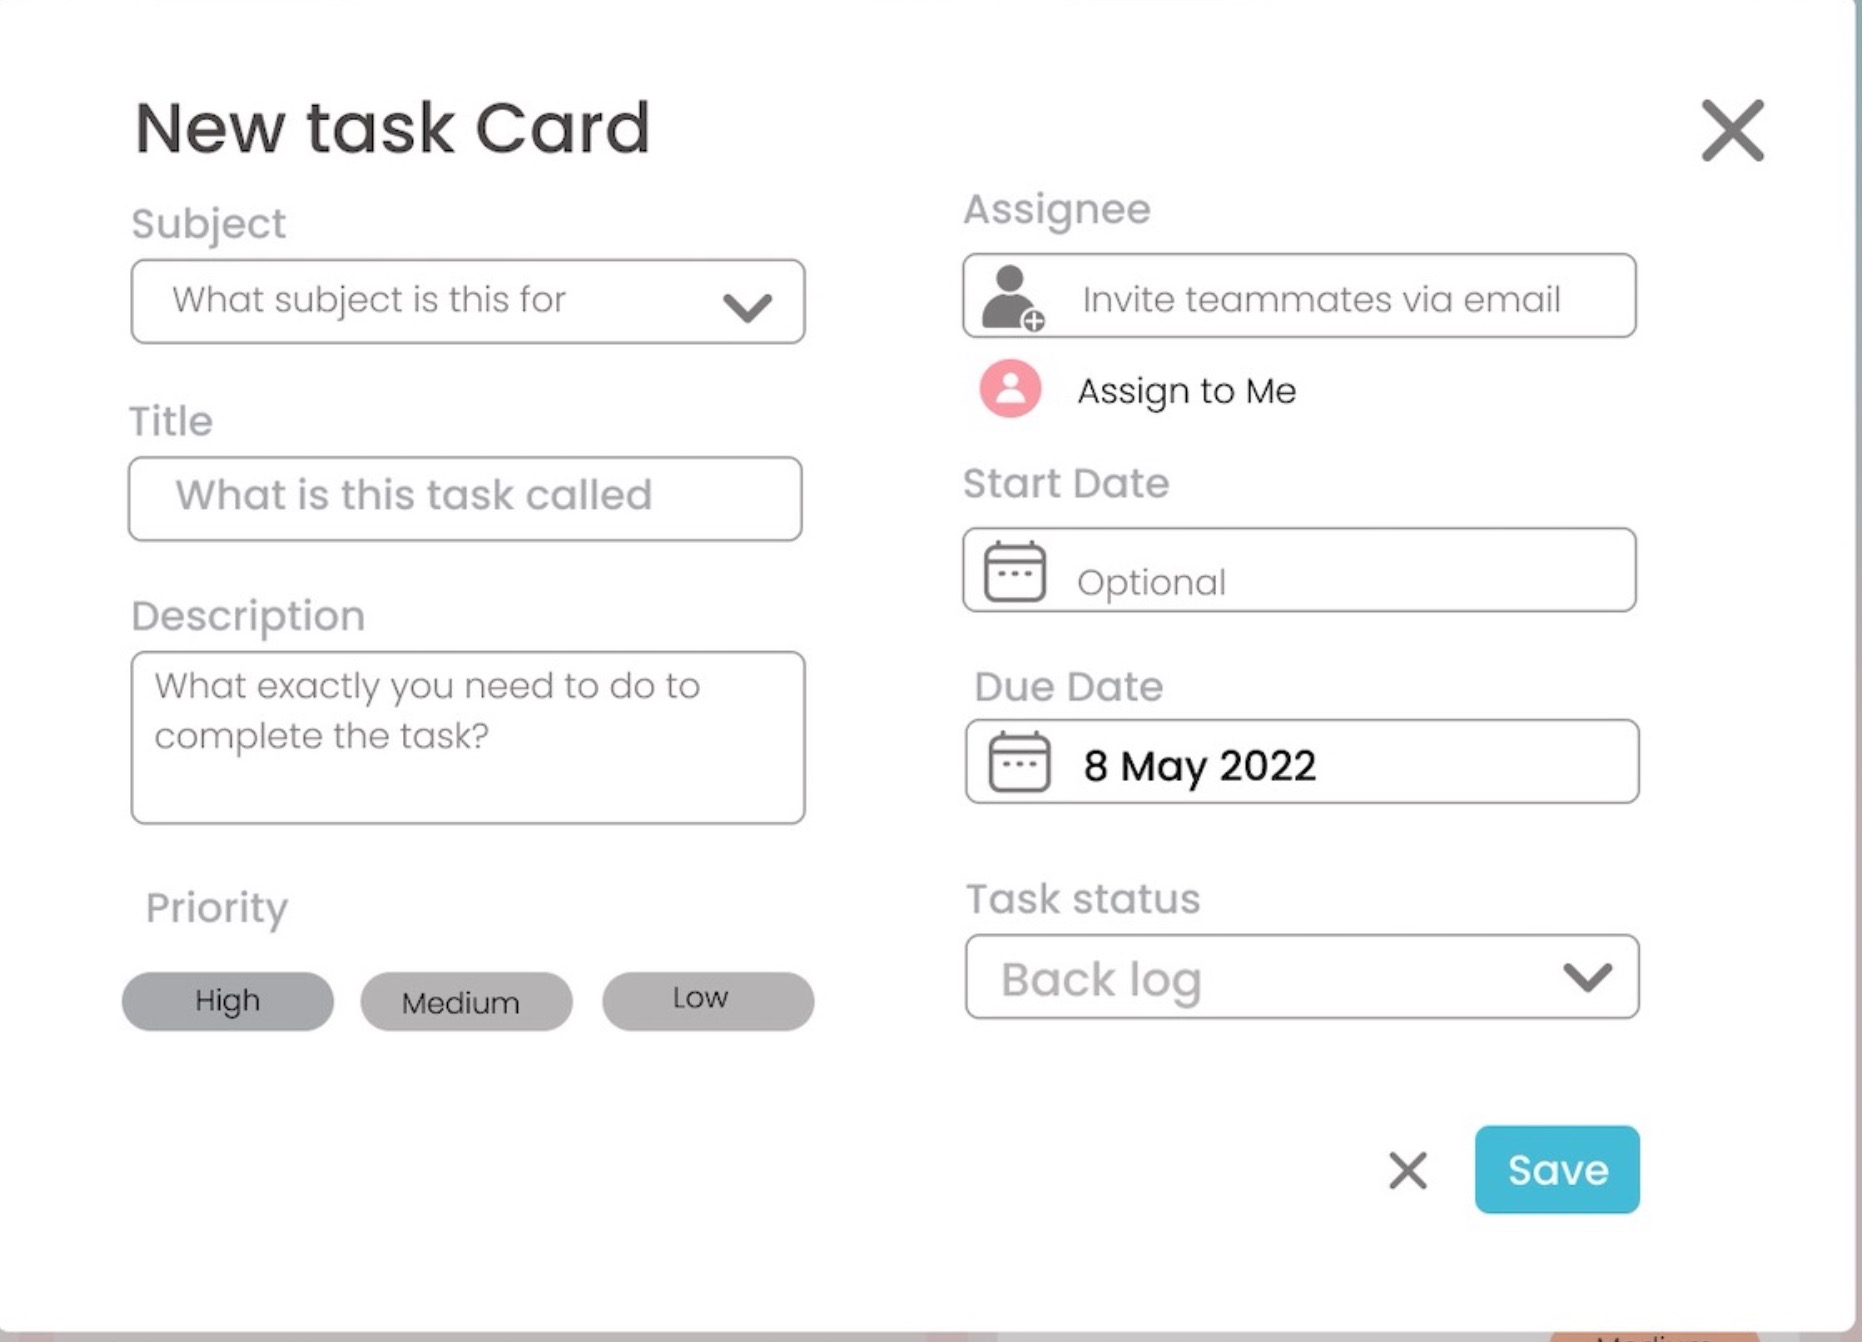 New task Card
Subject
What subject is this for
Title
What is this task called
Description
What exactly you need to do to
complete the task?
Priority
High Medium Low
Assignee
Invite teammates via email
Assign to Me
Start Date
Optional
Due Date
8 May 2022
Task status
Back log
Save